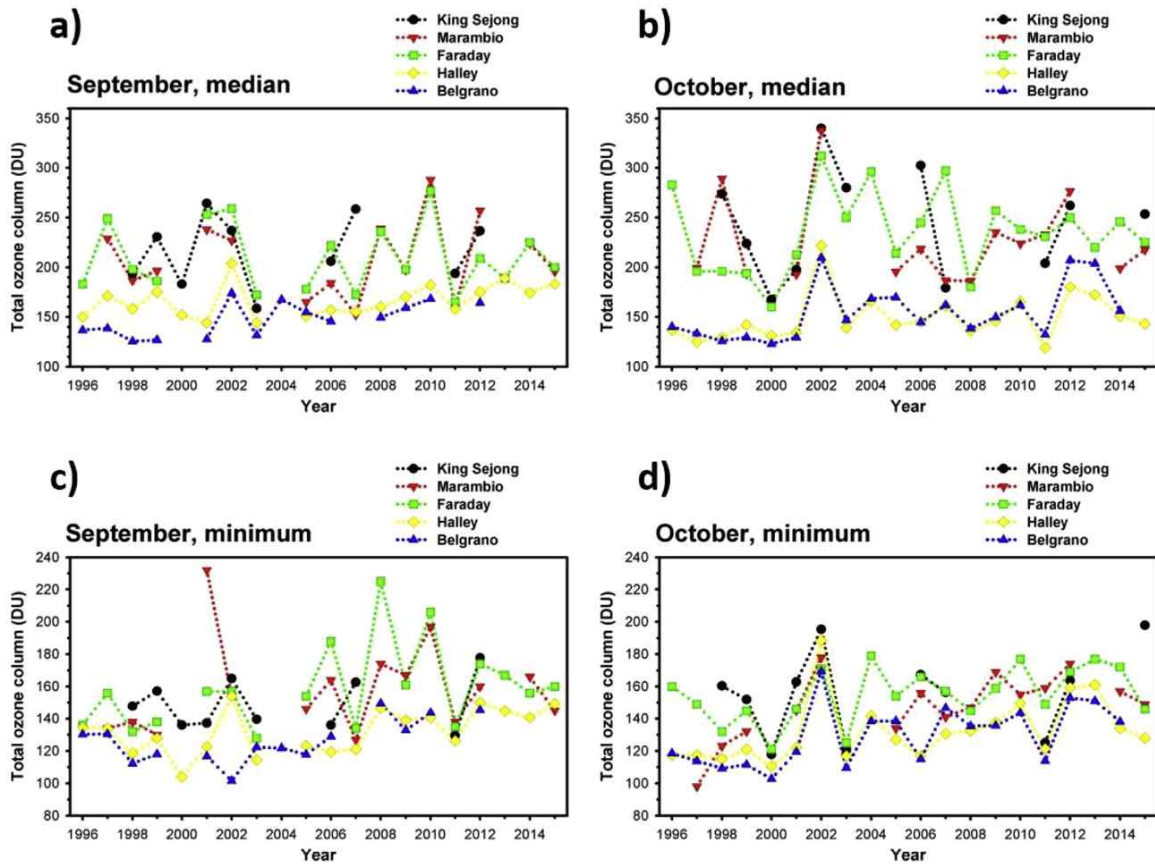 a)
King Sejong
Marambio
Faraday
Halley
Belgrano
September, median
Total ozone column (DU)
350
300
250
200
150
100
1996 1998 2000 2002 2004 2006 2008 2010 2012 2014
Year
b)
King Sejong
Marambio
Faraday
Halley
Belgrano
October, median
Total ozone column (DU)
350
300
250
200
150
100
1996 1998 2000 2002 2004 2006 2008 2010 2012 2014
Year
c)
King Sejong
Marambio
Faraday
Halley
Belgrano
September, minimum
Total ozone column (DU)
240
220
200
180
160
140
120
100
80
1996 1998 2000 2002 2004 2006 2008 2010 2012 2014
Year
d)
King Sejong
Marambio
Faraday
Halley
Belgrano
October, minimum
Total ozone column (DU)
240
220
200
180
160
140
120
100
80
1996 1998 2000 2002 2004 2006 2008 2010 2012 2014
Year